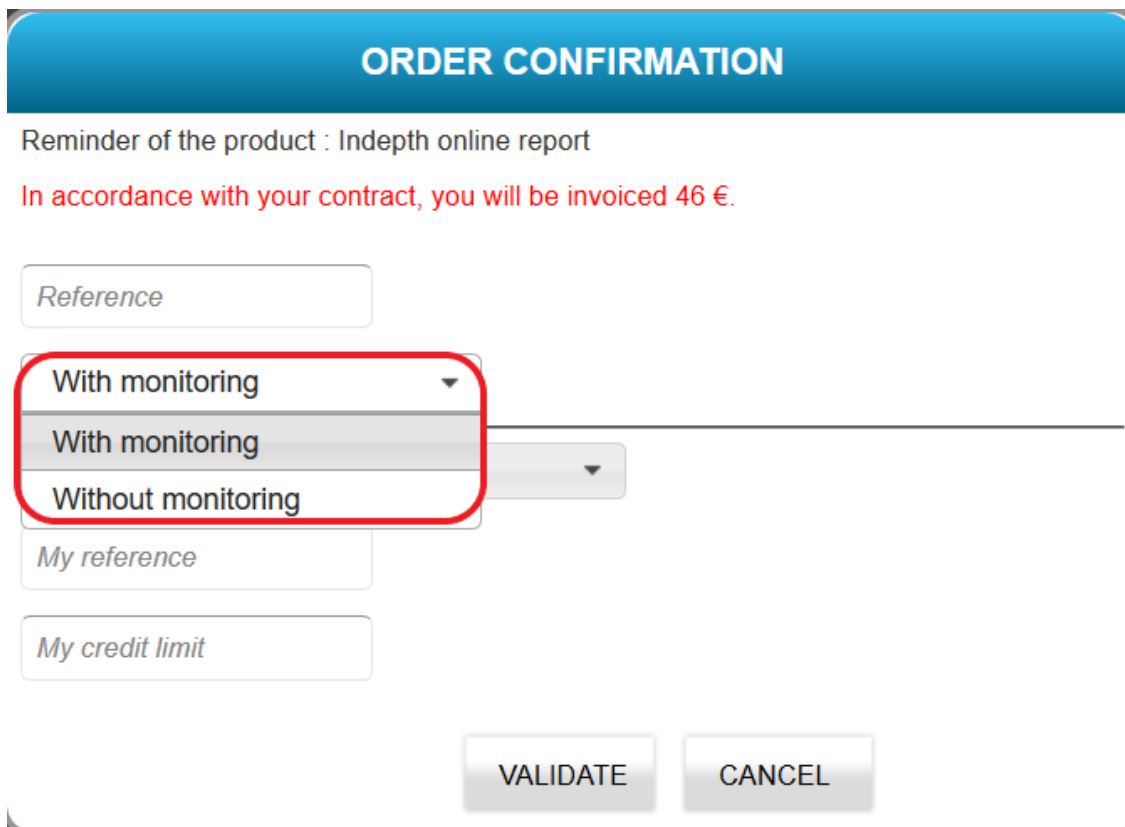 ORDER CONFIRMATION
Reminder of the product : Indepth online report
In accordance with your contract, you will be invoiced 46 €.
Reference
With monitoring
With monitoring
Without monitoring
My reference
My credit limit
VALIDATE CANCEL